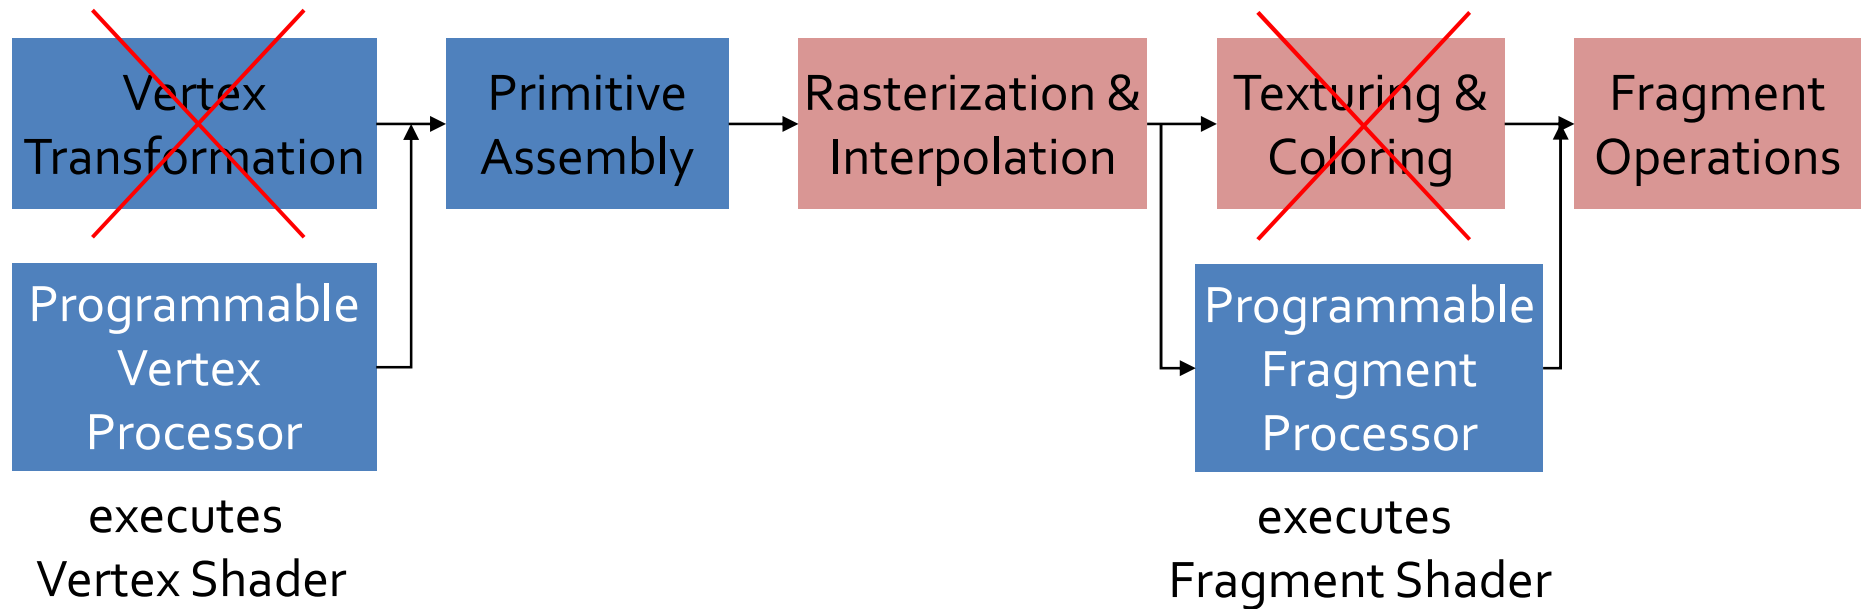 Vertex
Transformation
Primitive
Assembly
Rasterization &
Interpolation
Texturing &
Coloring
Fragment
Operations
Programmable
Vertex
Processor
executes
Vertex Shader
Programmable
Fragment
Processor
executes
Fragment Shader